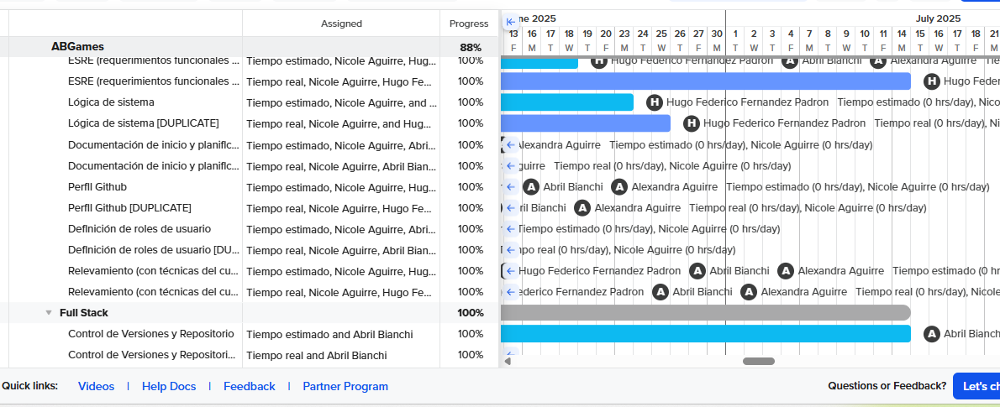 Assigned Progress ne 2025 July 2025
13 16 17 18 19 20 23 24 25 26 27 30 1 2 3 4 7 8 9 10 11 14 15 16 17 18 21
F M T W T F M T W T F M T W T F M T W T F M T W T F M
ABGames 88%
ESRE (requerimientos funcionales ... Tiempo estimado, Nicole Aguirre, Hug... 100% H Hugo Federico Fernandez Padron A Abril Bianchi A Alexandra Aguirre Tie
ESRE (requerimientos funcionales ... Tiempo real, Nicole Aguirre, Hugo Fe... 100% H Hugo Feder
Lógica de sistema Tiempo estimado, Nicole Aguirre, and ... 100% H Hugo Federico Fernandez Padron Tiempo estimado (0 hrs/day), Nico
Lógica de sistema [DUPLICATE] Tiempo real, Nicole Aguirre, and Hug... 100% H Hugo Federico Fernandez Padron Tiempo real (0 hrs/day), Ni
Documentación de inicio y planific... Tiempo estimado, Nicole Aguirre, Abri... 100% Alexandra Aguirre Tiempo estimado (0 hrs/day), Nicole Aguirre (0 hrs/day)
Documentación de inicio y planific... Tiempo real, Nicole Aguirre, Abril Bian... 100% guirre Tiempo real (0 hrs/day), Nicole Aguirre (0 hrs/day)
Perfil Github Tiempo estimado, Nicole Aguirre, Hug... 100% A Abril Bianchi A Alexandra Aguirre Tiempo estimado (0 hrs/day), Nicole Aguirre (0 hrs/day)
Perfil Github [DUPLICATE] Tiempo real, Nicole Aguirre, Hugo Fe... 100% ril Bianchi A Alexandra Aguirre Tiempo real (0 hrs/day), Nicole Aguirre (0 hrs/day)
Definición de roles de usuario Tiempo estimado, Nicole Aguirre, Abri... 100% Tiempo estimado (0 hrs/day), Nicole Aguirre (0 hrs/day)
Definición de roles de usuario [DU... Tiempo real, Nicole Aguirre, Abril Bian... 100% po real (0 hrs/day), Nicole Aguirre (0 hrs/day)
Relevamiento (con técnicas del cu... Tiempo estimado, Nicole Aguirre, Hug... 100% Hugo Federico Fernandez Padron A Abril Bianchi A Alexandra Aguirre Tiempo estimado (0 hr
Relevamiento (con técnicas del cu... Tiempo real, Nicole Aguirre, Hugo Fe... 100% ederico Fernandez Padron A Abril Bianchi A Alexandra Aguirre Tiempo real (0 hrs/day), Nicole
Full Stack 100%
Control de Versiones y Repositorio Tiempo estimado and Abril Bianchi 100% A Abril Bianch
Control de Versiones y Repositori... Tiempo real and Abril Bianchi 100%
Quick links: Videos | Help Docs | Feedback | Partner Program Questions or Feedback? Let's ch